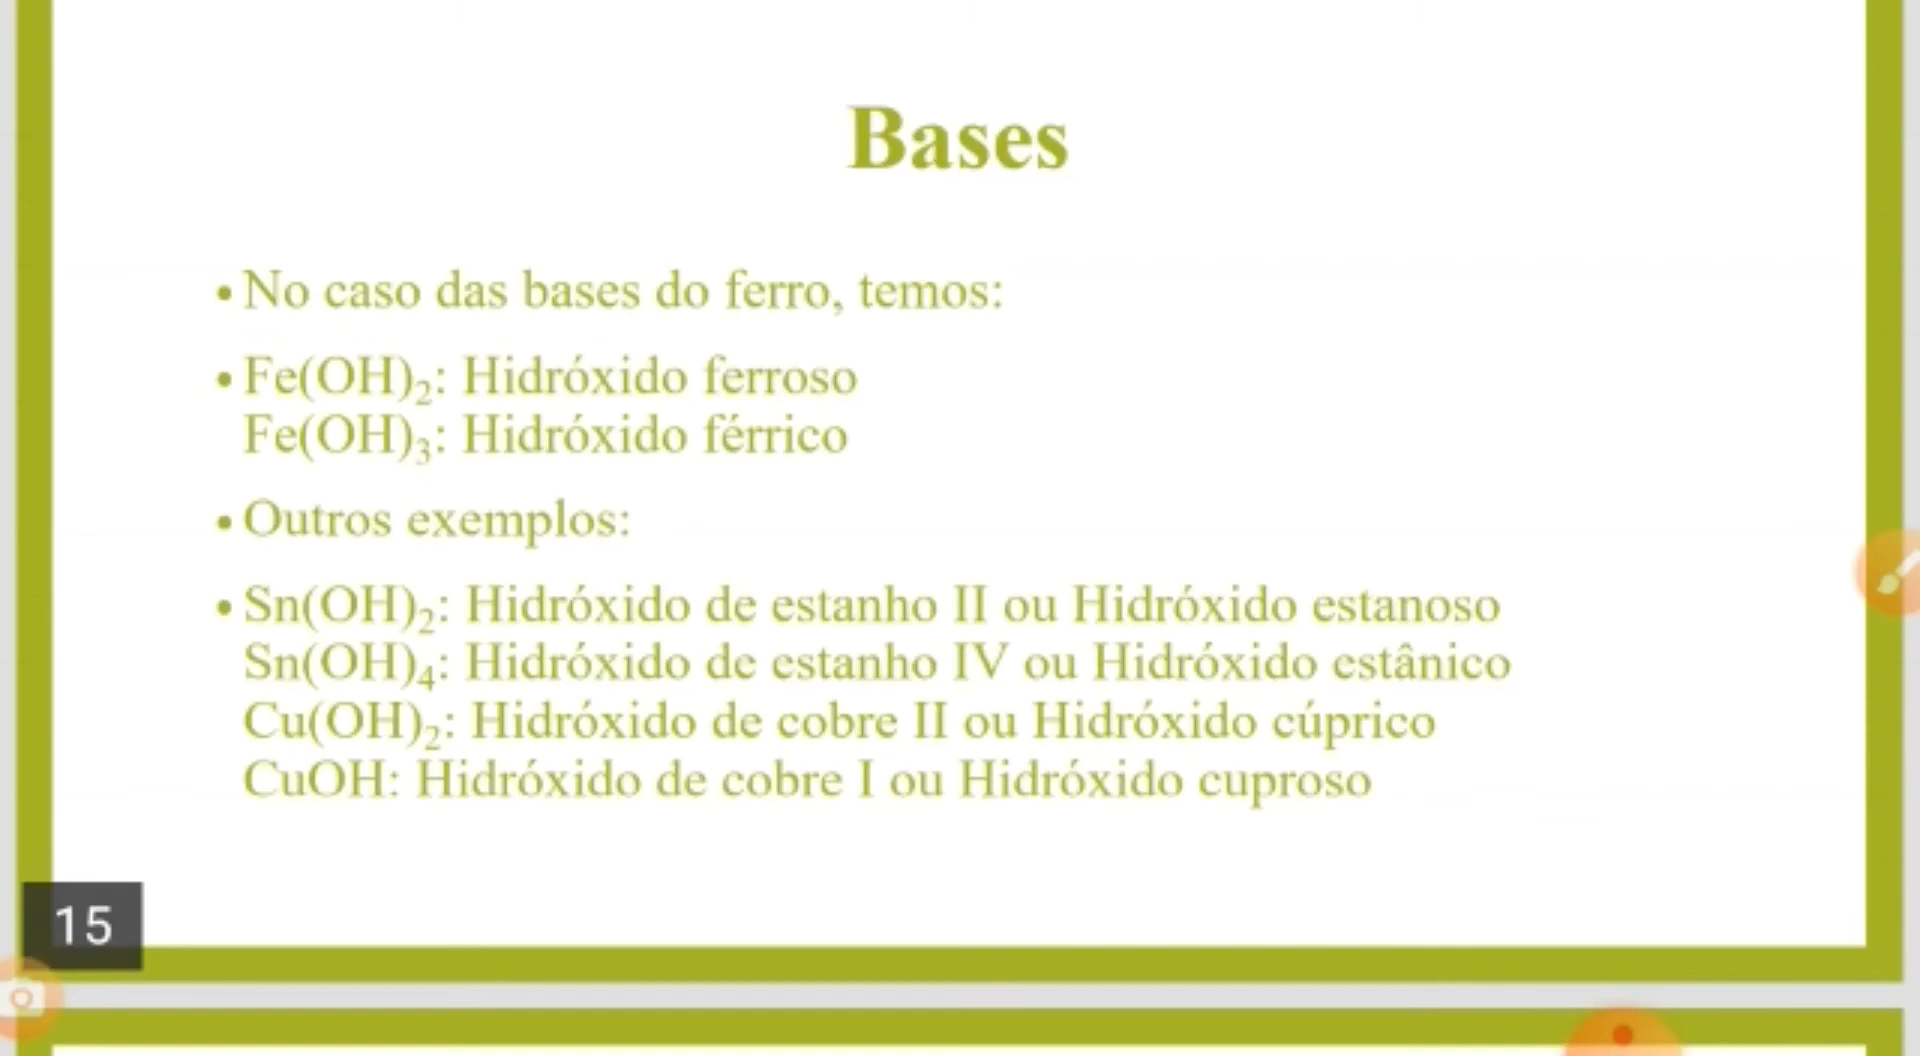 Bases
• No caso das bases do ferro, temos:
• Fe(OH)₂: Hidróxido ferroso
Fe(OH)₃: Hidróxido férrico
• Outros exemplos:
• Sn(OH)₂: Hidróxido de estanho II ou Hidróxido estanoso
Sn(OH)₄: Hidróxido de estanho IV ou Hidróxido estânico
Cu(OH)₂: Hidróxido de cobre II ou Hidróxido cúprico
CuOH: Hidróxido de cobre I ou Hidróxido cuproso
15